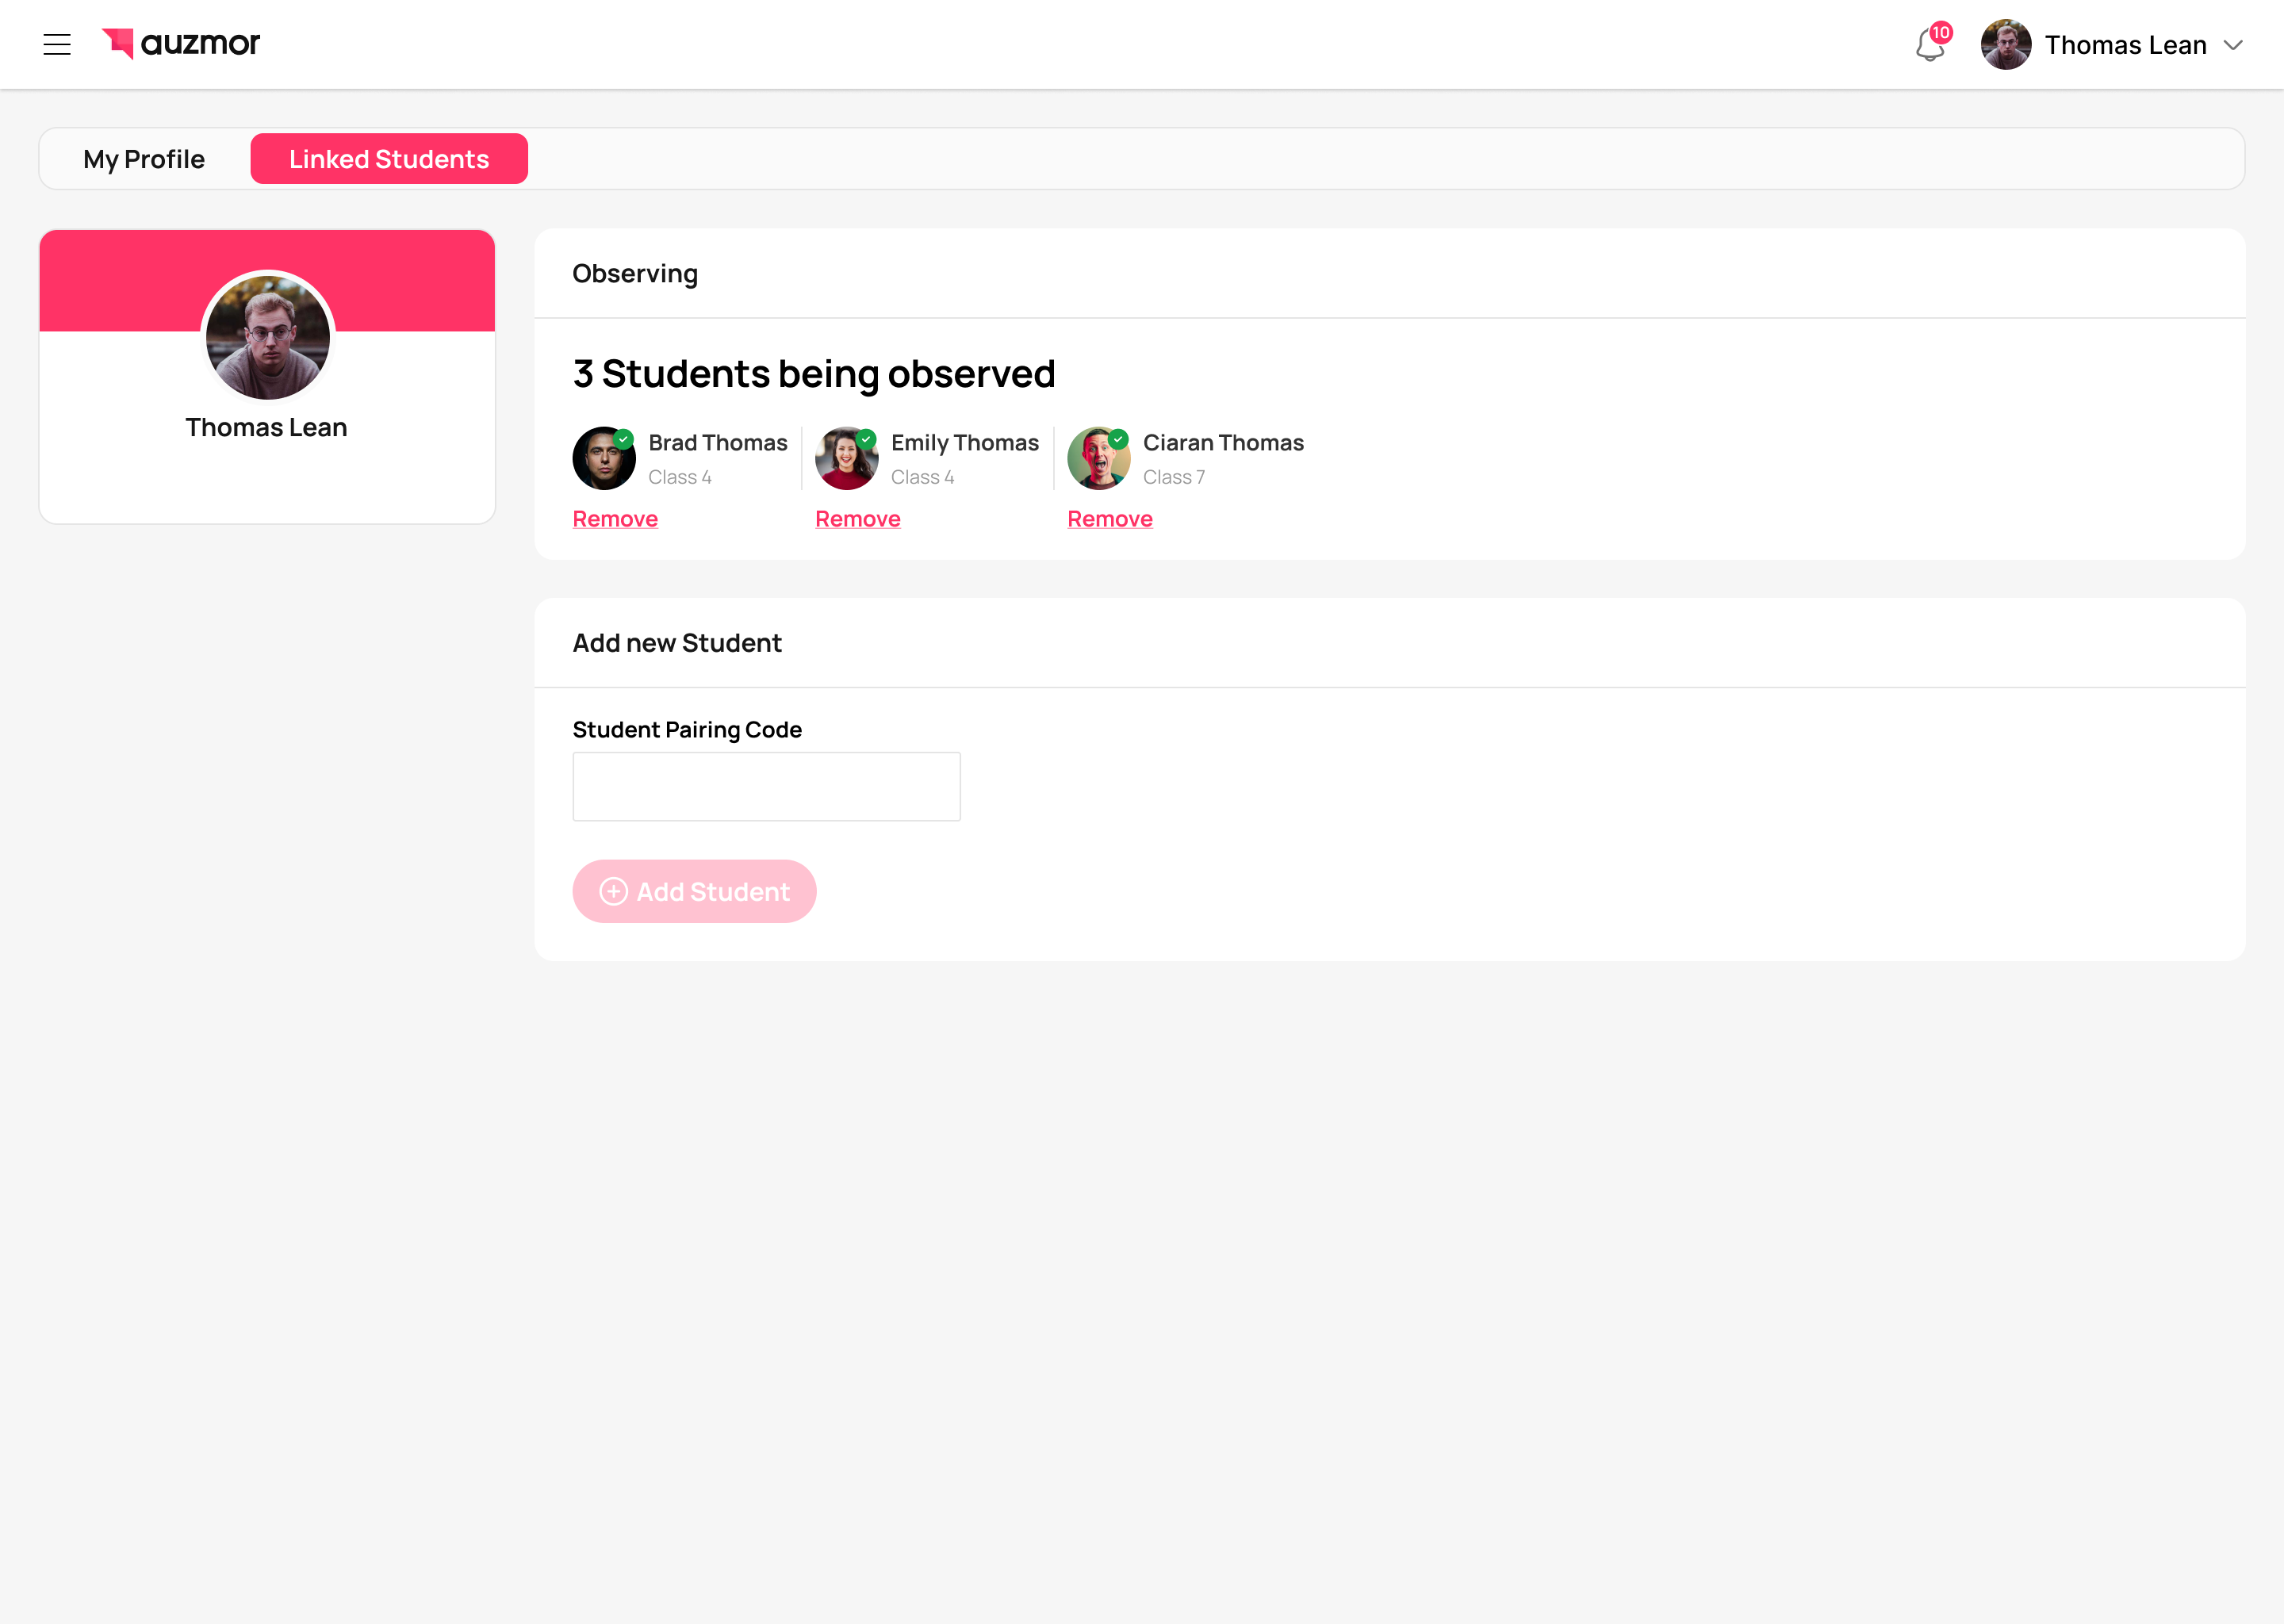 auzmor
10
Thomas Lean
My Profile
Linked Students
Thomas Lean
Observing
3 Students being observed
Brad Thomas
Class 4
Remove
Emily Thomas
Class 4
Remove
Ciaran Thomas
Class 7
Remove
Add new Student
Student Pairing Code
Add Student